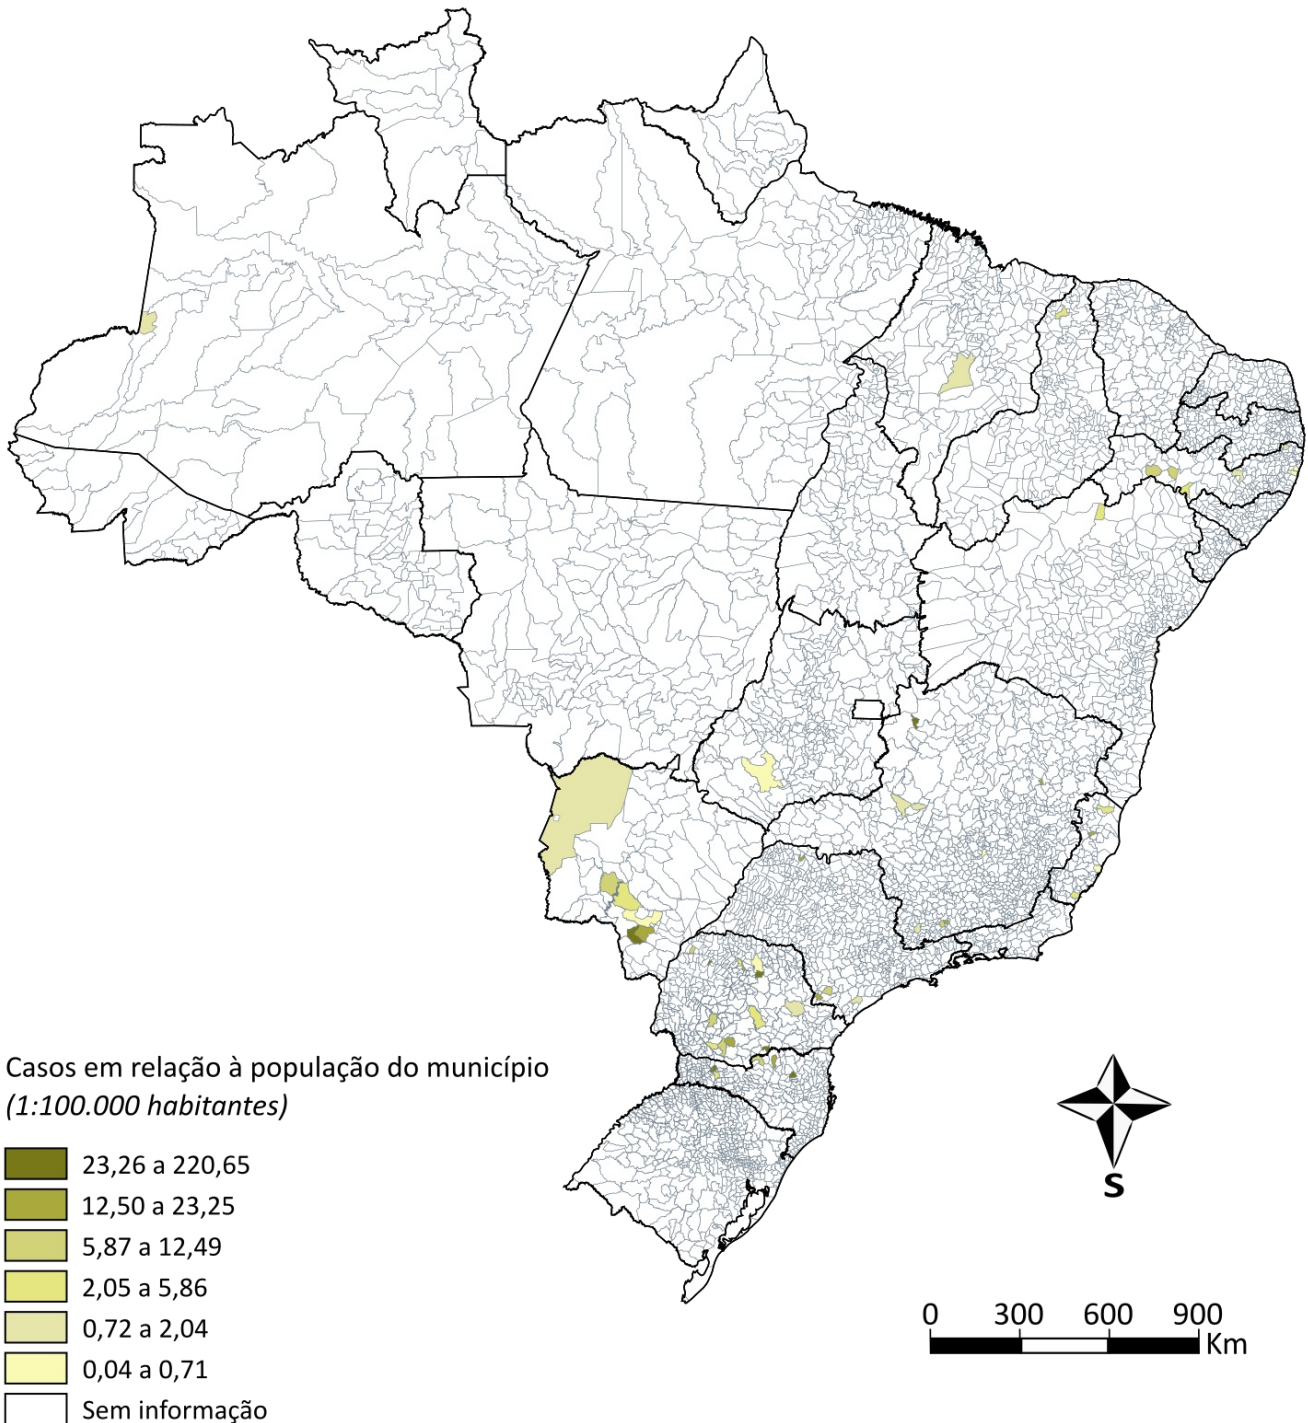 Casos em relação à população do município
(1:100.000 habitantes)
23,26 a 220,65
12,50 a 23,25
5,87 a 12,49
2,05 a 5,86
0,72 a 2,04
0,04 a 0,71
Sem informação
S
0 300 600 900
Km